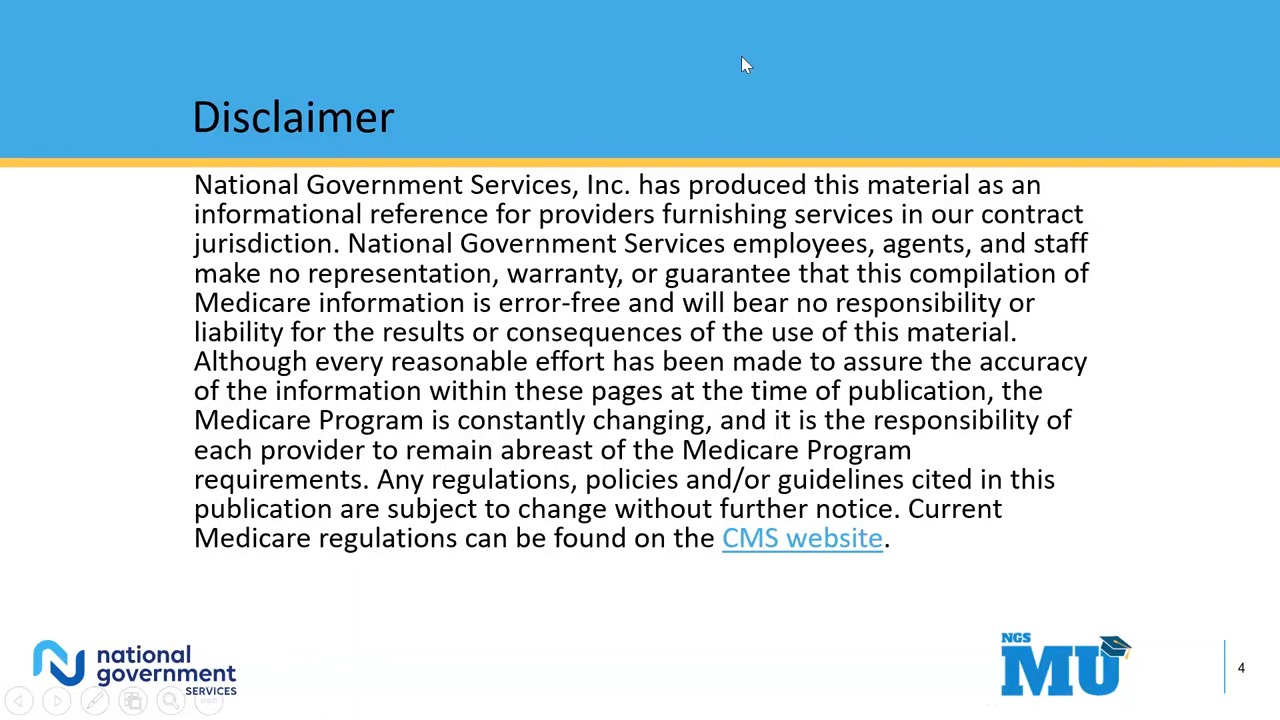 Disclaimer
National Government Services, Inc. has produced this material as an
informational reference for providers furnishing services in our contract
jurisdiction. National Government Services employees, agents, and staff
make no representation, warranty, or guarantee that this compilation of
Medicare information is error-free and will bear no responsibility or
liability for the results or consequences of the use of this material.
Although every reasonable effort has been made to assure the accuracy
of the information within these pages at the time of publication, the
Medicare Program is constantly changing, and it is the responsibility of
each provider to remain abreast of the Medicare Program
requirements. Any regulations, policies and/or guidelines cited in this
publication are subject to change without further notice. Current
Medicare regulations can be found on the CMS website.
national
government
SERVICES
NGS
MU
4